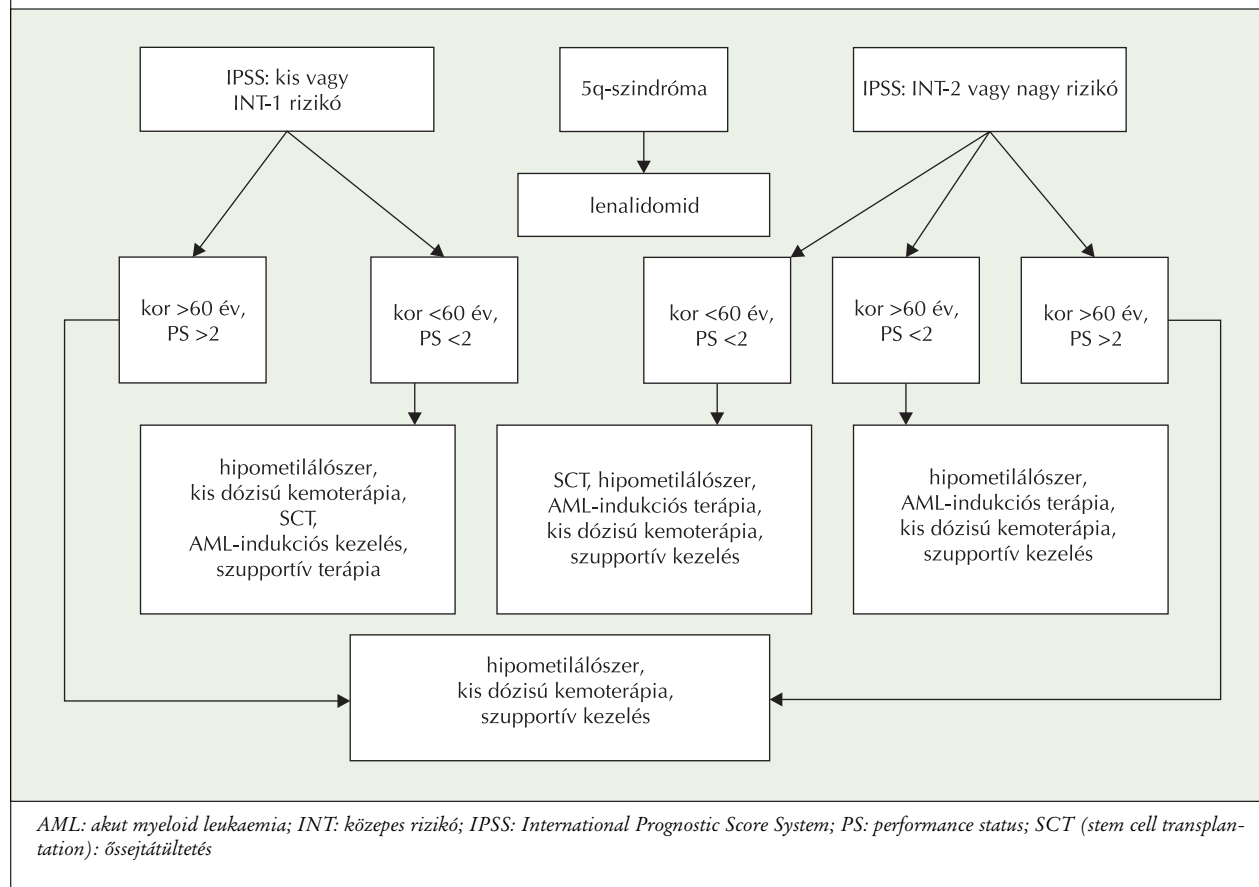 IPSS: kis vagy
INT-1 rizikó
5q-szindróma
IPSS: INT-2 vagy nagy rizikó
lenalidomid
kor >60 év,
PS >2
kor <60 év,
PS <2
kor <60 év,
PS <2
kor >60 év,
PS <2
kor >60 év,
PS >2
hipometilálószer,
kis dózisú kemoterápia,
SCT,
AML-indukciós kezelés,
szupportív terápia
SCT, hipometilálószer,
AML-indukciós terápia,
kis dózisú kemoterápia,
szupportív kezelés
hipometilálószer,
AML-indukciós terápia,
kis dózisú kemoterápia,
szupportív kezelés
hipometilálószer,
kis dózisú kemoterápia,
szupportív kezelés
AML: akut myeloid leukaemia; INT: közepes rizikó; IPSS: International Prognostic Score System; PS: performance status; SCT (stem cell transplan-
tation): őssejtátültetés